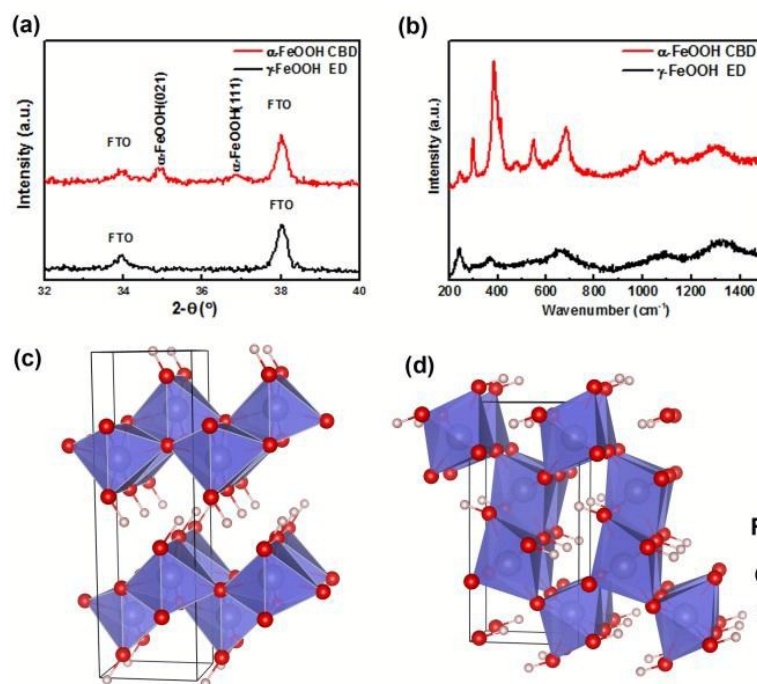 (a)
α-FeOOH CBD
γ-FeOOH ED
Intensity (a.u.)
FTO
α-FeOOH(021)
α-FeOOH(111)
FTO
FTO
FTO
32 34 36 38 40
2-θ (°)
(b)
α-FeOOH CBD
γ-FeOOH ED
Intensity (a.u.)
200 400 600 800 1000 1200 1400
Wavenumber (cm⁻¹)
(c)
(d)